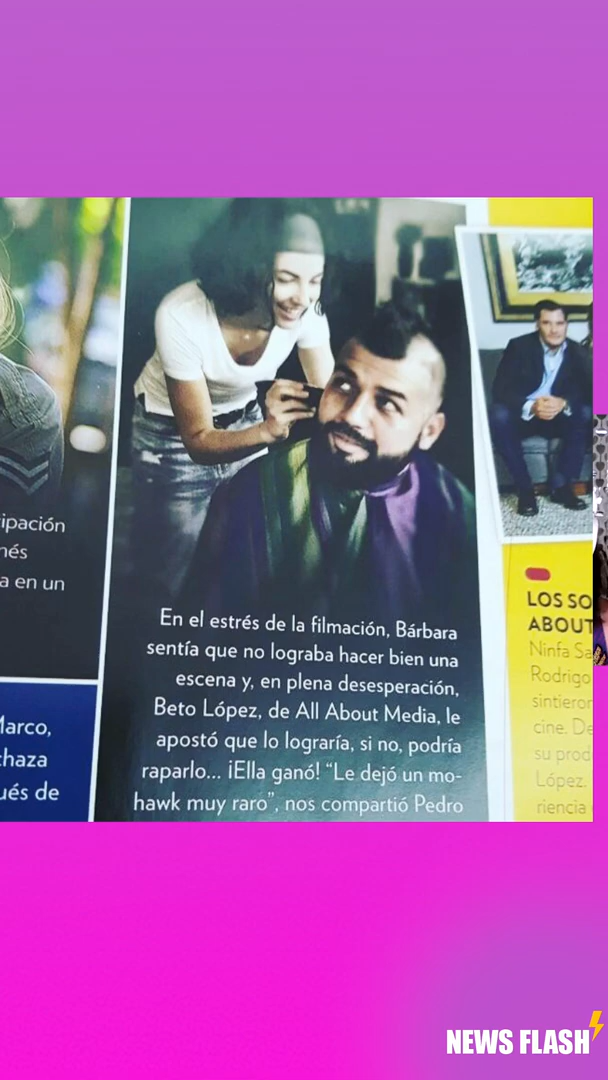 ipación
nés
a en un
Marco,
chaza
ués de
En el estrés de la filmación, Bárbara
sentía que no lograba hacer bien una
escena y, en plena desesperación,
Beto López, de All About Media, le
apostó que lo lograría, si no, podría
raparlo... ¡Ella ganó! “Le dejó un mo-
hawk muy raro”, nos compartió Pedro
LOS SO
ABOUT
Ninfa Sa
Rodrigo
sintieron
cine. De
su prod
López.
riencia
NEWS FLASH